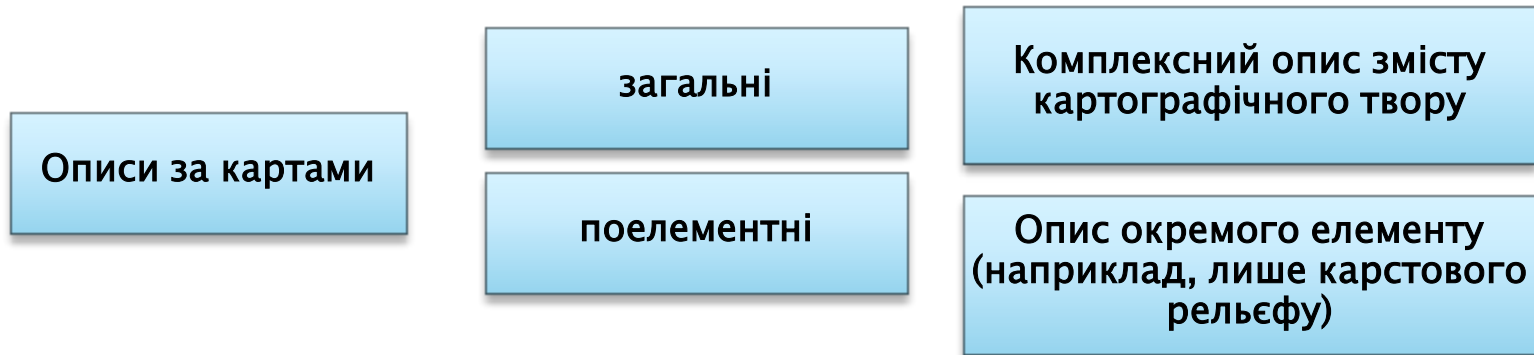 Описи за картами
загальні
поелементні
Комплексний опис змісту
картографічного твору
Опис окремого елементу
(наприклад, лише карстового
рельєфу)